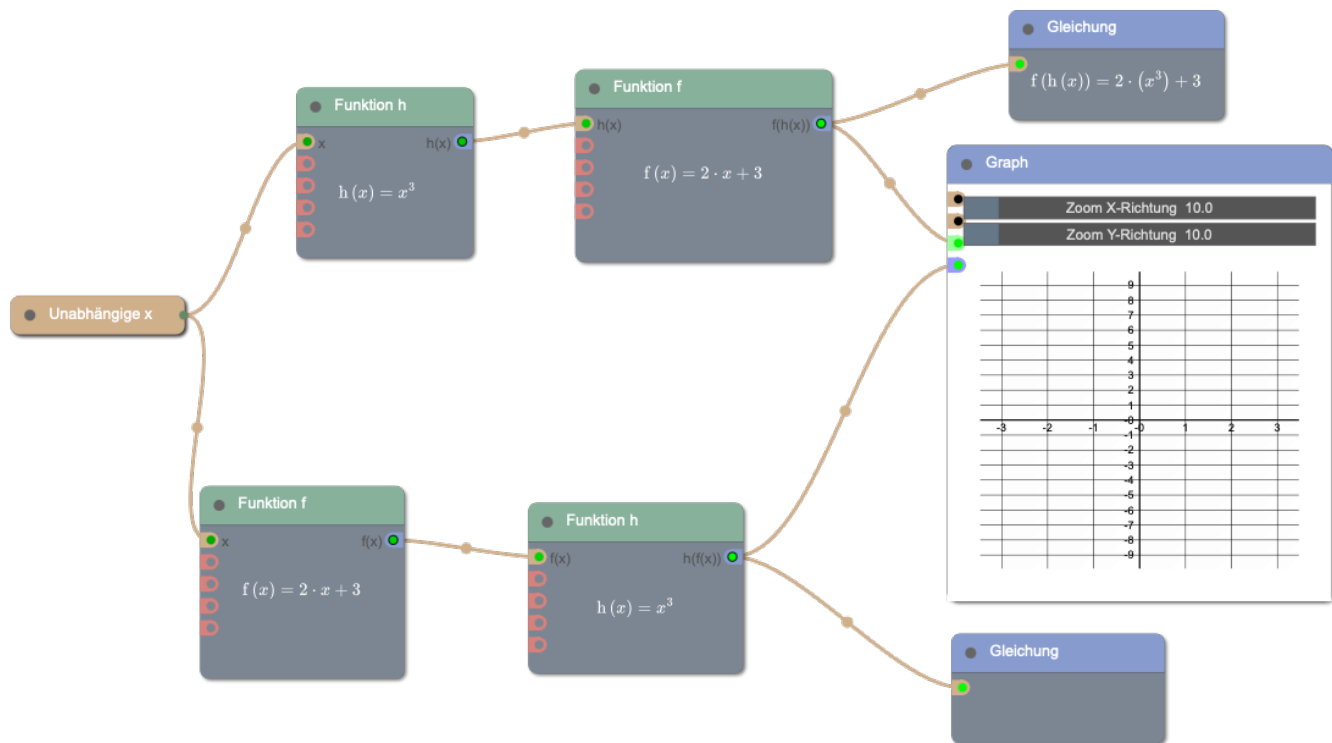 Gleichung
f (h (x)) = 2 · (x³) + 3
Funktion f
h(x) f(h(x))
f (x) = 2 · x + 3
Funktion h
x h(x)
h (x) = x³
Graph
Zoom X-Richtung 10.0
Zoom Y-Richtung 10.0
9
8
7
6
5
4
3
2
1
-0
-3 -2 -1 -0 1 2 3
-1
-2
-3
-4
-5
-6
-7
-8
-9
Unabhängige x
Funktion f
x f(x)
f (x) = 2 · x + 3
Funktion h
f(x) h(f(x))
h (x) = x³
Gleichung